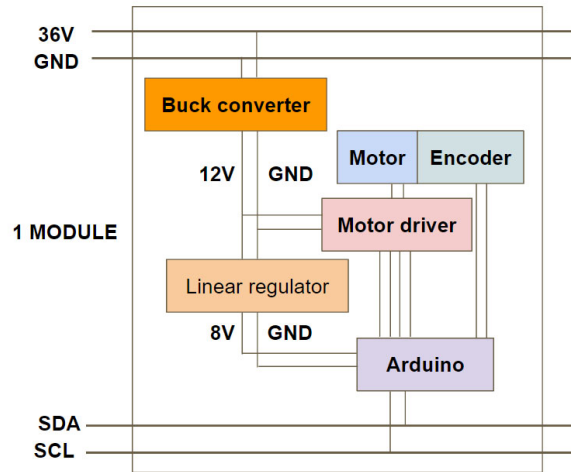 36V
GND
Buck converter
Motor
Encoder
12V
GND
1 MODULE
Motor driver
Linear regulator
8V
GND
Arduino
SDA
SCL